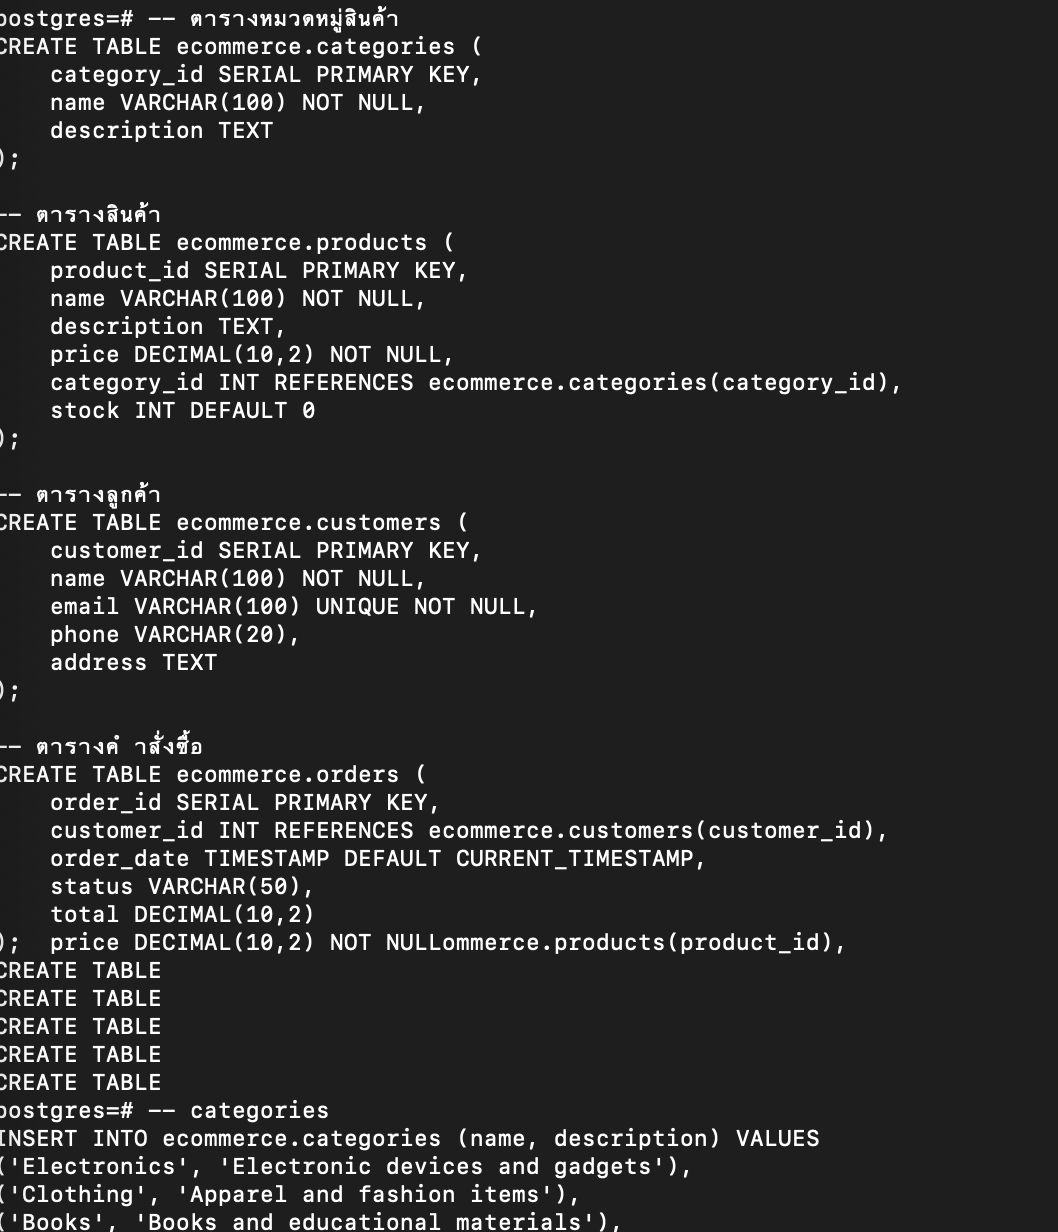 postgres=# -- ตารางหมวดหมู่สินค้า
CREATE TABLE ecommerce.categories (
    category_id SERIAL PRIMARY KEY,
    name VARCHAR(100) NOT NULL,
    description TEXT
);

-- ตารางสินค้า
CREATE TABLE ecommerce.products (
    product_id SERIAL PRIMARY KEY,
    name VARCHAR(100) NOT NULL,
    description TEXT,
    price DECIMAL(10,2) NOT NULL,
    category_id INT REFERENCES ecommerce.categories(category_id),
    stock INT DEFAULT 0
);

-- ตารางลูกค้า
CREATE TABLE ecommerce.customers (
    customer_id SERIAL PRIMARY KEY,
    name VARCHAR(100) NOT NULL,
    email VARCHAR(100) UNIQUE NOT NULL,
    phone VARCHAR(20),
    address TEXT
);

-- ตารางคํ าสั่งซื้อ
CREATE TABLE ecommerce.orders (
    order_id SERIAL PRIMARY KEY,
    customer_id INT REFERENCES ecommerce.customers(customer_id),
    order_date TIMESTAMP DEFAULT CURRENT_TIMESTAMP,
    status VARCHAR(50),
    total DECIMAL(10,2)
);  price DECIMAL(10,2) NOT NULLommerce.products(product_id),
CREATE TABLE
CREATE TABLE
CREATE TABLE
CREATE TABLE
CREATE TABLE
postgres=# -- categories
INSERT INTO ecommerce.categories (name, description) VALUES
('Electronics', 'Electronic devices and gadgets'),
('Clothing', 'Apparel and fashion items'),
('Books', 'Books and educational materials'),